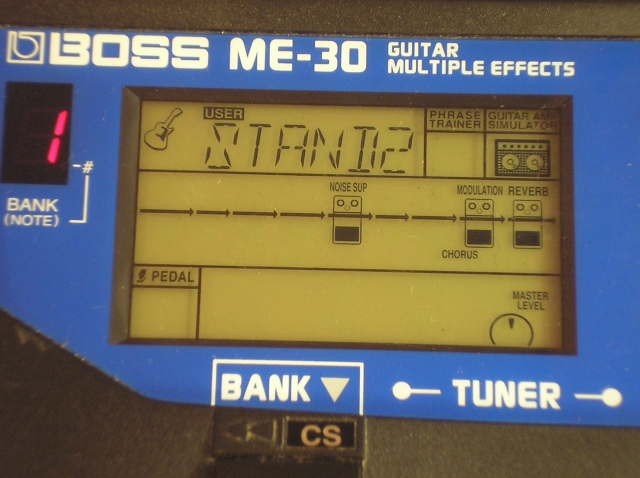 BOSS ME-30 GUITAR
MULTIPLE EFFECTS
1
-#
BANK
(NOTE)
USER
STAND2
PHRASE
TRAINER
GUITAR AMP
SIMULATOR
NOISE SUP
MODULATION
REVERB
CHORUS
PEDAL
MASTER
LEVEL
BANK ▼
TUNER
CS